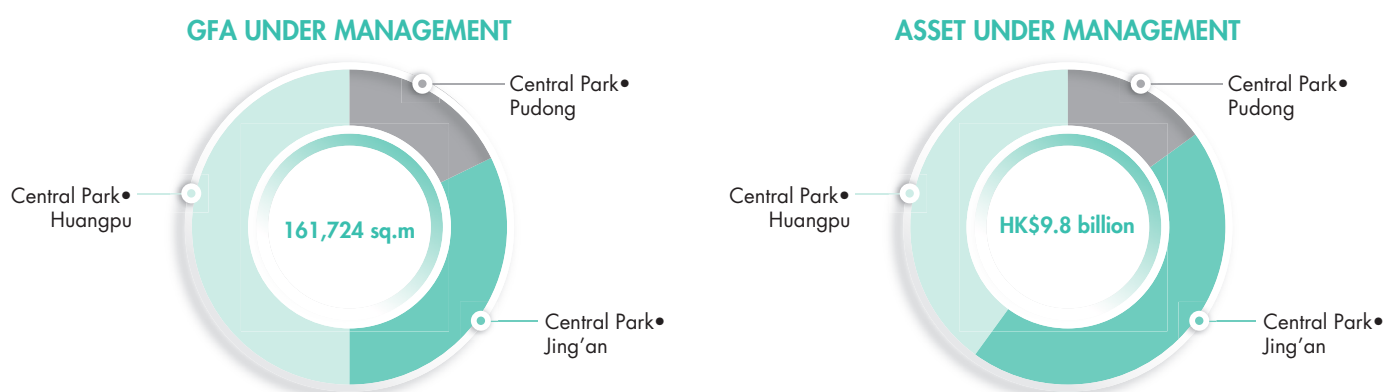 GFA UNDER MANAGEMENT
Central Park•
Pudong
Central Park•
Huangpu
161,724 sq.m
Central Park•
Jing’an
ASSET UNDER MANAGEMENT
Central Park•
Pudong
Central Park•
Huangpu
HK$9.8 billion
Central Park•
Jing’an